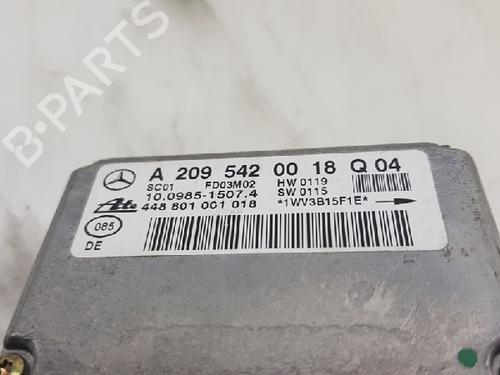 A 209 542 00 18 Q 04
SC01 FD03M02 HW 0119
10.0985-1507.4 SW 0115
Ate 448 801 001 018 *1WV3B15F1E*
085
DE
B-PARTS